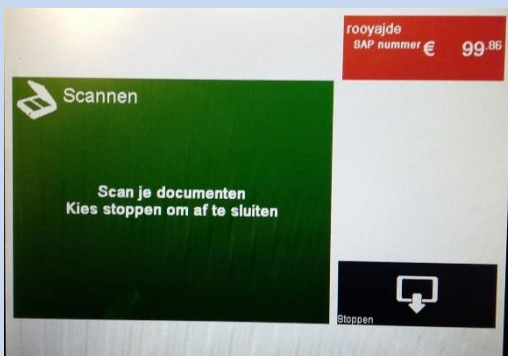 rooyajde
SAP nummer € 99.86
Scannen
Scan je documenten
Kies stoppen om af te sluiten
Stoppen